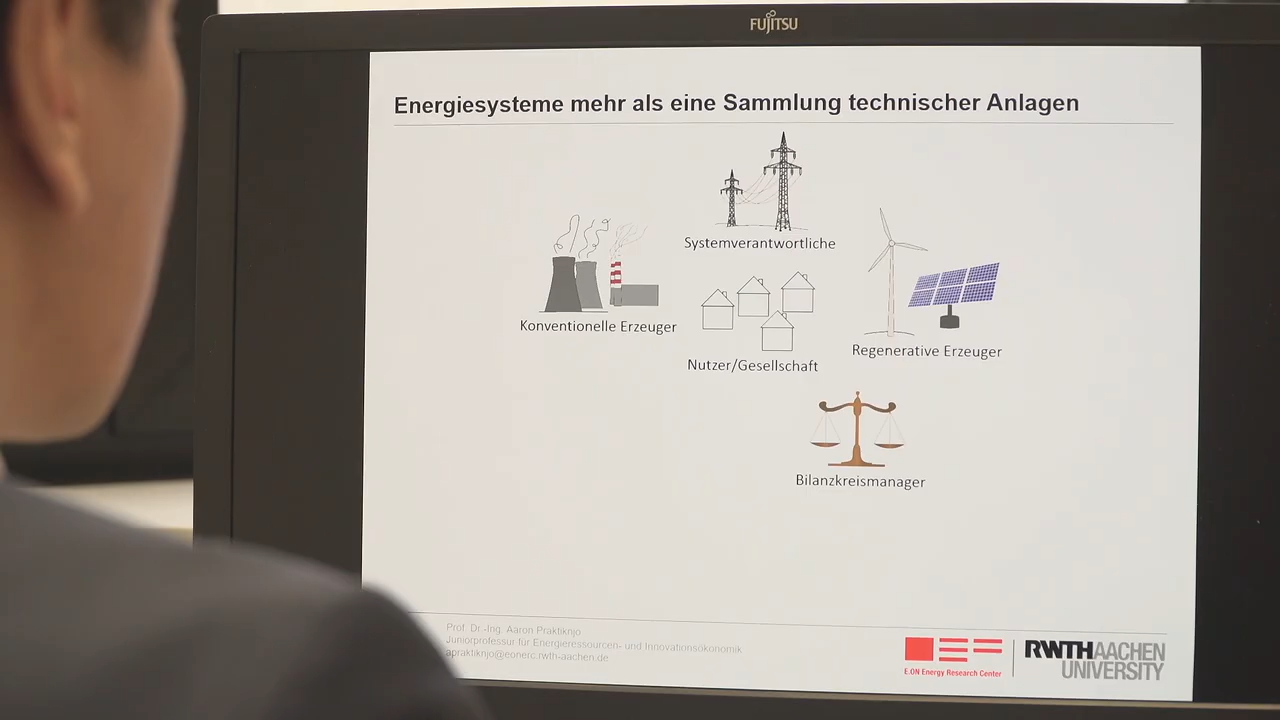 FUJITSU
Energiesysteme mehr als eine Sammlung technischer Anlagen
Systemverantwortliche
Konventionelle Erzeuger
Nutzer/Gesellschaft
Regenerative Erzeuger
Bilanzkreismanager
Prof. Dr.-Ing. Aaron Praktiknjo
Juniorprofessur für Energieressourcen- und Innovationsökonomik
apraktiknjo@eonerc.rwth-aachen.de
E.ON Energy Research Center
RWTHAACHEN
UNIVERSITY